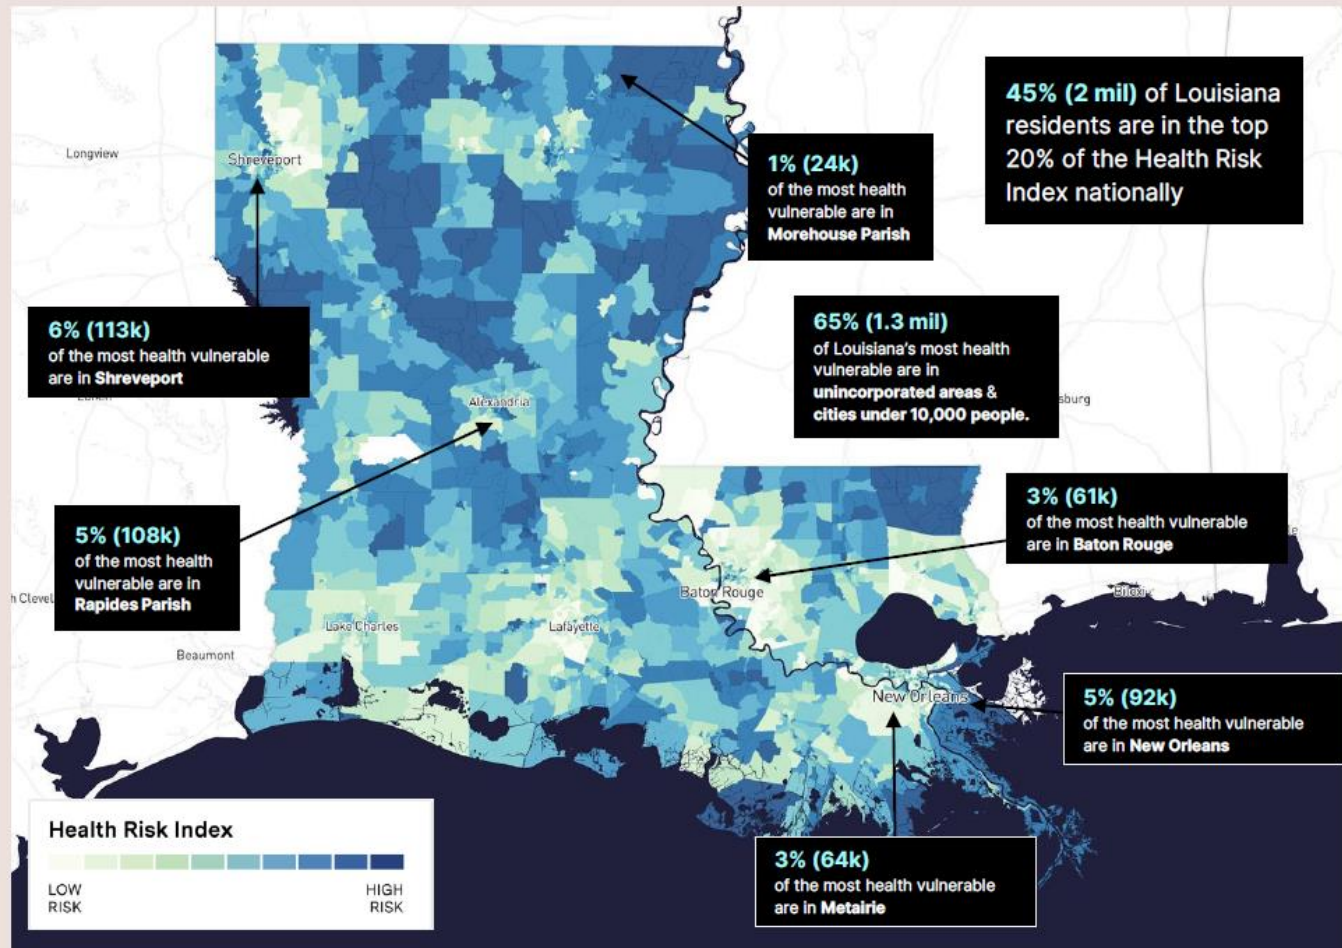 45% (2 mil) of Louisiana
residents are in the top
20% of the Health Risk
Index nationally
Longview
Shreveport
1% (24k)
of the most health
vulnerable are in
Morehouse Parish
6% (113k)
of the most health vulnerable
are in Shreveport
65% (1.3 mil)
of Louisiana's most health
vulnerable are in
unincorporated areas &
cities under 10,000 people.
sburg
Alexandria
5% (108k)
of the most health
vulnerable are in
Rapides Parish
3% (61k)
of the most health vulnerable
are in Baton Rouge
le
h Clevel
Baton Rouge
Biloxi
Lake Charles
Lafayette
Beaumont
New Orleans
5% (92k)
of the most health vulnerable
are in New Orleans
3% (64k)
of the most health vulnerable
are in Metairie
Health Risk Index
LOW
RISK
HIGH
RISK